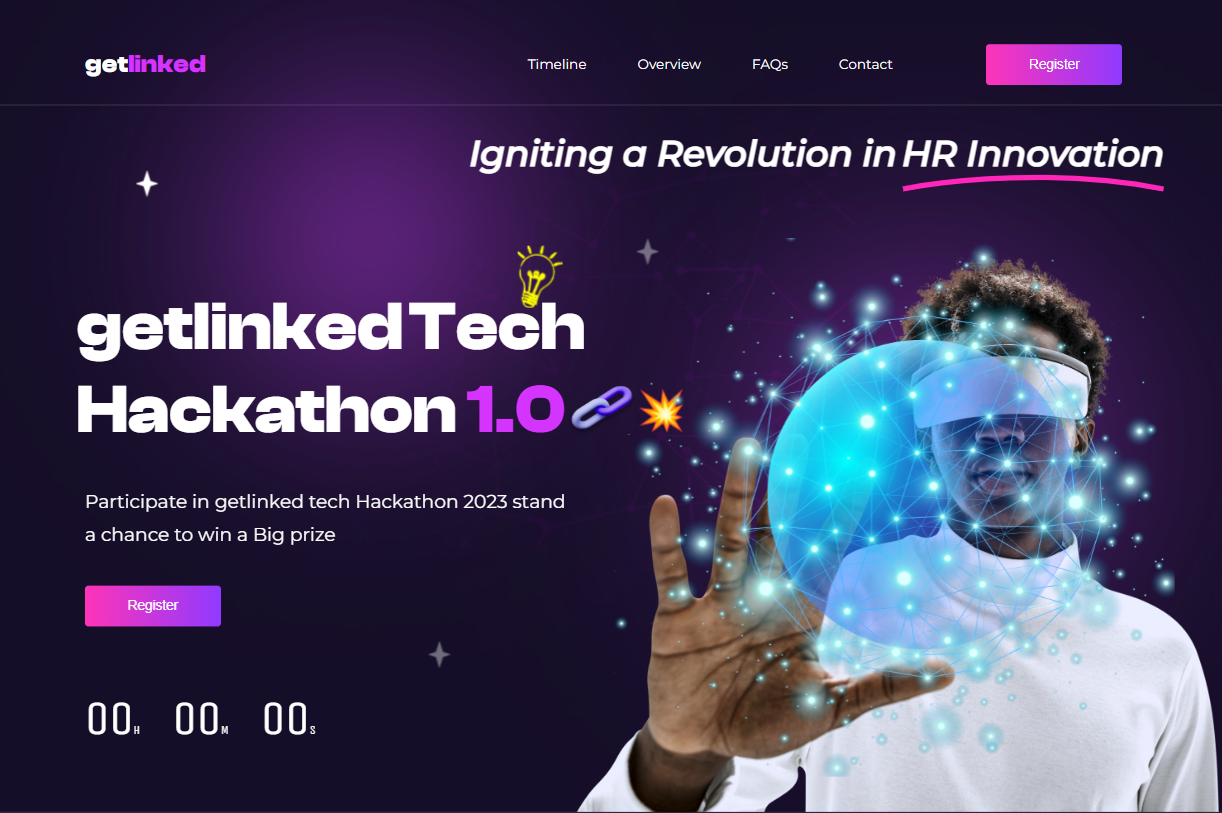 getlinked
Timeline Overview FAQs Contact Register
Igniting a Revolution in HR Innovation
getlinked Tech
Hackathon 1.0
Participate in getlinked tech Hackathon 2023 stand
a chance to win a Big prize
Register
00H 00M 00S